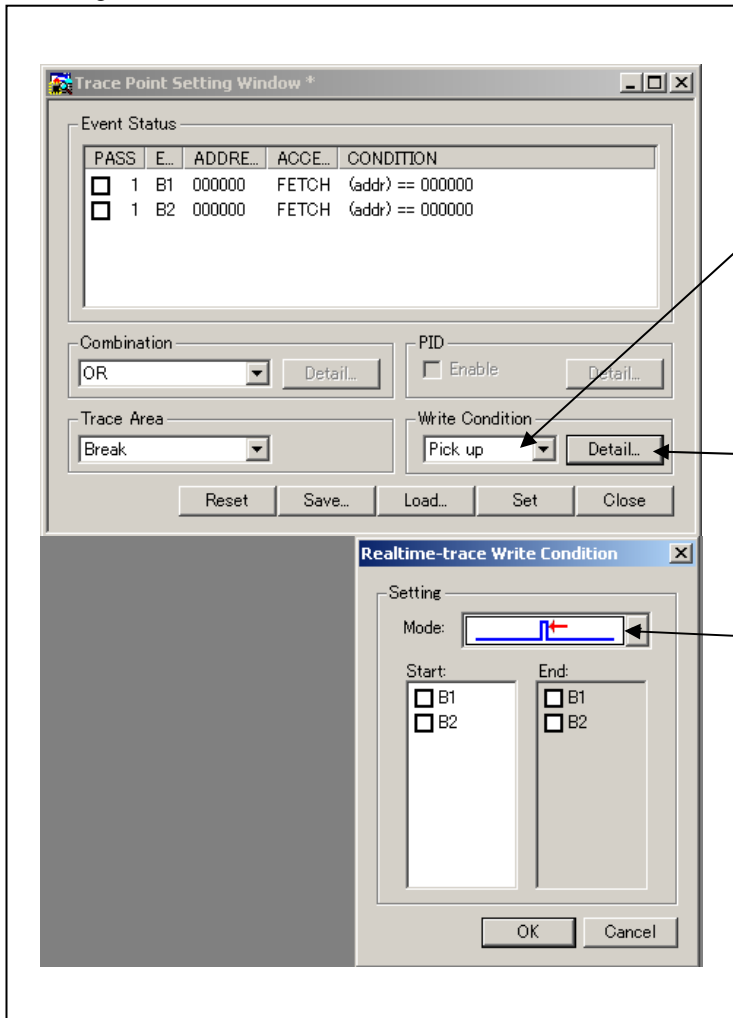 Trace Point Setting Window *
Event Status
PASS E... ADDRE... ACCE... CONDITION
1 B1 000000 FETCH (addr) == 000000
1 B2 000000 FETCH (addr) == 000000
Combination
OR
Detail...
PID
Enable
Detail...
Trace Area
Break
Write Condition
Pick up
Detail...
Reset Save... Load... Set Close
Realtime-trace Write Condition
Setting
Mode:
Start: End:
B1 B1
B2 B2
OK Cancel